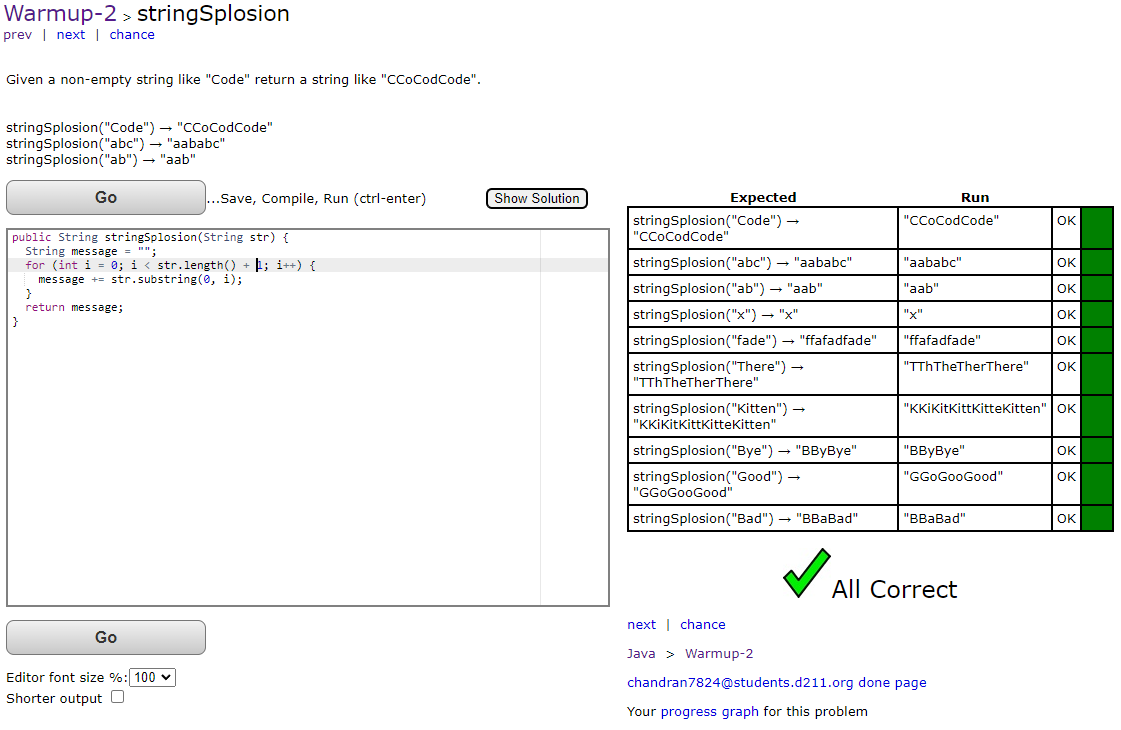 Warmup-2 > stringSplosion
prev | next | chance
Given a non-empty string like "Code" return a string like "CCoCodCode".
stringSplosion("Code") → "CCoCodCode"
stringSplosion("abc") → "aababc"
stringSplosion("ab") → "aab"
Go
...Save, Compile, Run (ctrl-enter)
Show Solution
public String stringSplosion(String str) {
  String message = "";
  for (int i = 0; i < str.length() + 1; i++) {
    message += str.substring(0, i);
  }
  return message;
}
Go
Editor font size %: 100
Shorter output
Expected Run
stringSplosion("Code") →
"CCoCodCode" "CCoCodCode" OK
stringSplosion("abc") → "aababc" "aababc" OK
stringSplosion("ab") → "aab" "aab" OK
stringSplosion("x") → "x" "x" OK
stringSplosion("fade") → "ffafadfade" "ffafadfade" OK
stringSplosion("There") →
"TThTheTherThere" "TThTheTherThere" OK
stringSplosion("Kitten") →
"KKiKitKittKitteKitten" "KKiKitKittKitteKitten" OK
stringSplosion("Bye") → "BByBye" "BByBye" OK
stringSplosion("Good") →
"GGoGooGood" "GGoGooGood" OK
stringSplosion("Bad") → "BBaBad" "BBaBad" OK
All Correct
next | chance
Java > Warmup-2
chandran7824@students.d211.org done page
Your progress graph for this problem